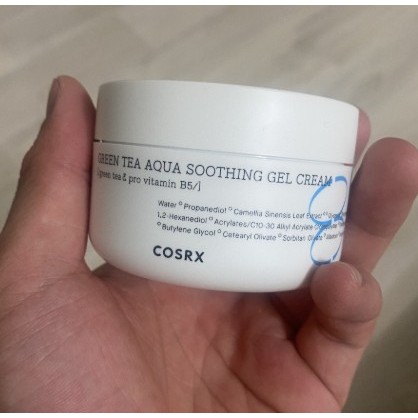 GREEN TEA AQUA SOOTHING GEL CREAM
green tea & pro vitamin B5/
Water Propanediol Camellia Sinensis Leaf Extract
1,2-Hexanediol Acrylates/C10-30 Alkyl Acrylate
Butylene Glycol Cetearyl Olivate Sorbitan
COSRX